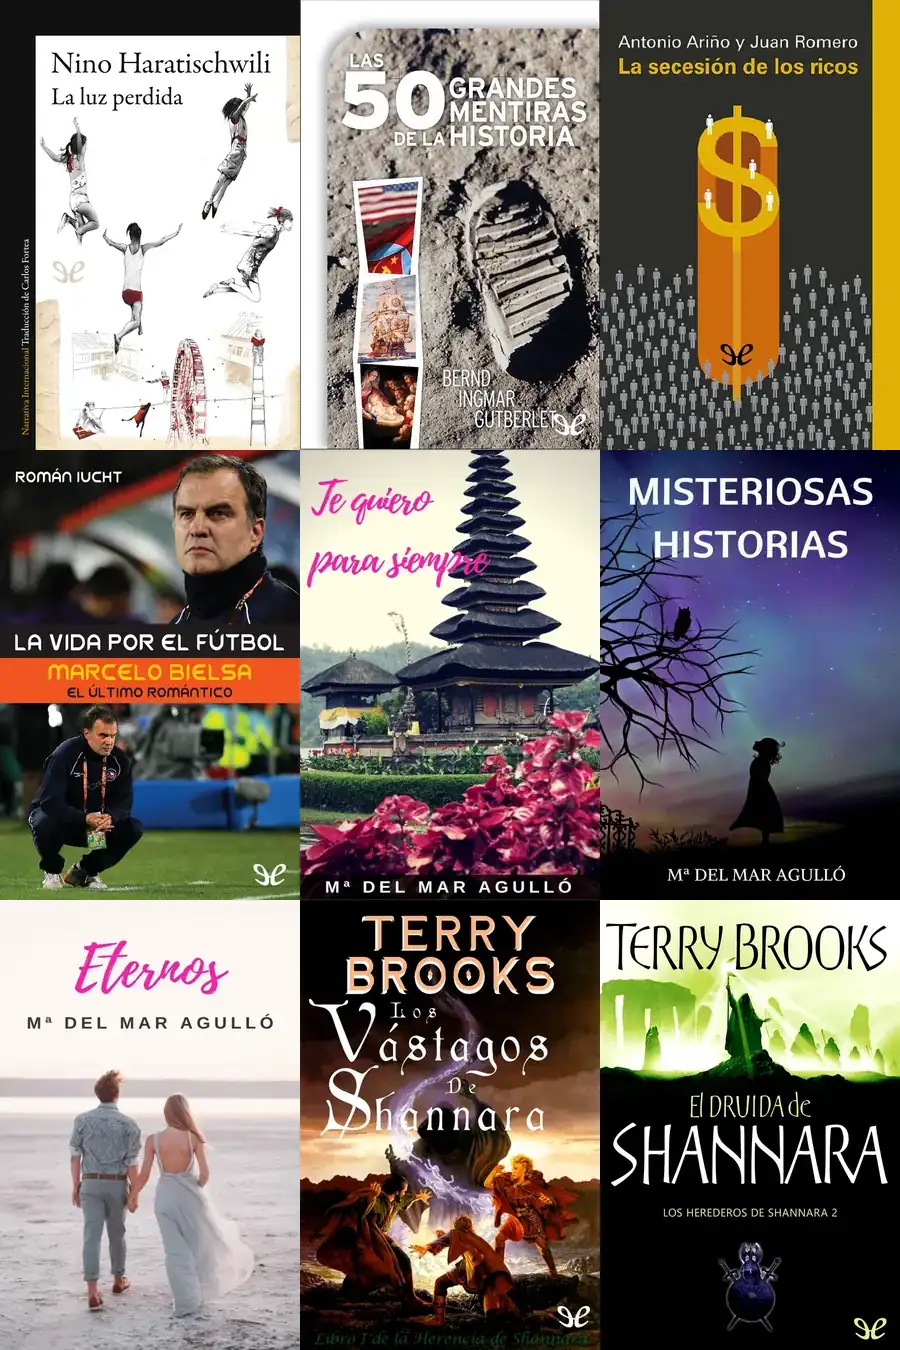 Nino Haratischwili
La luz perdida
Narrativa Internacional Traducción de Carlos Fortea
LAS
50 GRANDES
MENTIRAS
DE LA HISTORIA
BERND
INGMAR
GUTBERLET
Antonio Ariño y Juan Romero
La secesión de los ricos
ROMÁN IUCHT
LA VIDA POR EL FÚTBOL
MARCELO BIELSA
EL ÚLTIMO ROMÁNTICO
Te quiero
para siempre
Mª DEL MAR AGULLÓ
MISTERIOSAS
HISTORIAS
Mª DEL MAR AGULLÓ
Eternos
Mª DEL MAR AGULLÓ
TERRY
BROOKS
Los
Vástagos
De
Shannara
Libro I de la Herencia de Shannara
TERRY BROOKS
El DRUIDA de
SHANNARA
LOS HEREDEROS DE SHANNARA 2